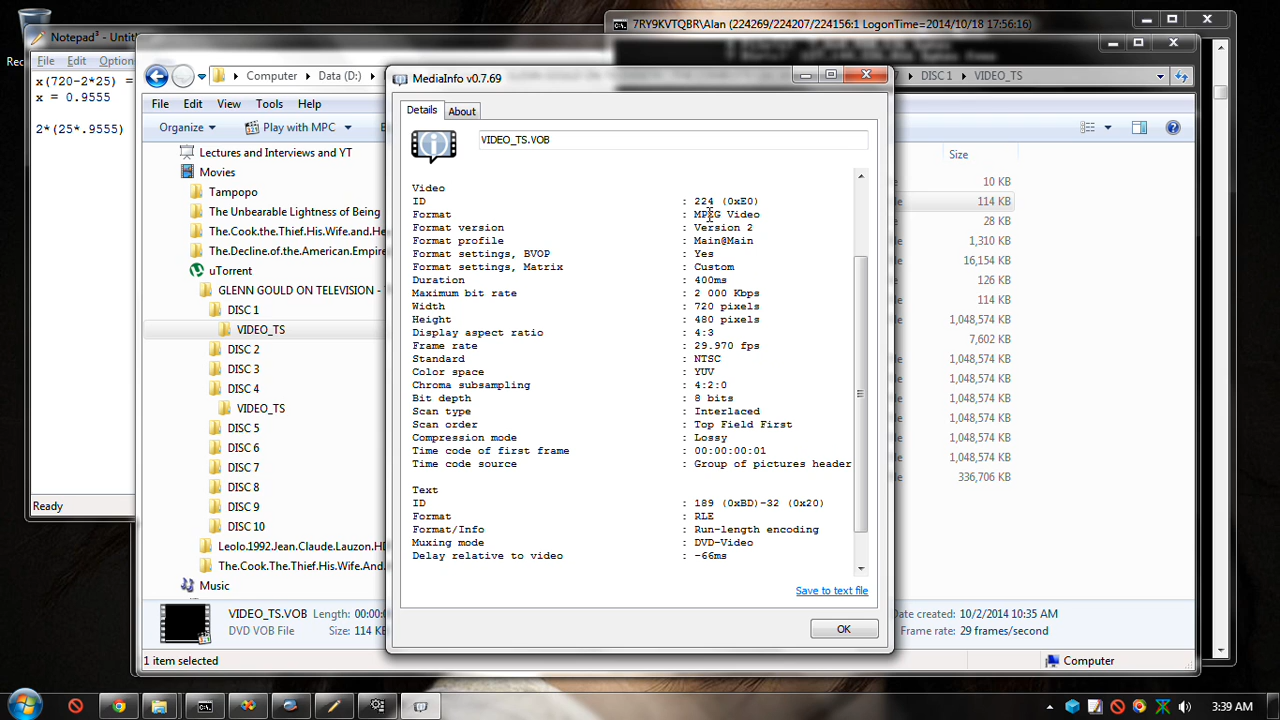 7RY9KVTQBR\Alan (224269/224207/224156:1 LogonTime=2014/10/18 17:56:16)
Notepad³ - Untit
File Edit Options
x(720-2*25) =
x = 0.9555
2*(25*.9555)
Ready
Computer Data (D:) DISC 1 VIDEO_TS
File Edit View Tools Help
Organize Play with MPC
Lectures and Interviews and YT
Movies
Tampopo
The Unbearable Lightness of Being
The.Cook.the.Thief.His.Wife.and.He
The.Decline.of.the.American.Empire
uTorrent
GLENN GOULD ON TELEVISION -
DISC 1
VIDEO_TS
DISC 2
DISC 3
DISC 4
VIDEO_TS
DISC 5
DISC 6
DISC 7
DISC 8
DISC 9
DISC 10
Leolo.1992.Jean.Claude.Lauzon.HD
The.Cook.The.Thief.His.Wife.And.
Music
Size
10 KB
114 KB
28 KB
1,310 KB
16,154 KB
126 KB
114 KB
1,048,574 KB
7,602 KB
1,048,574 KB
1,048,574 KB
1,048,574 KB
1,048,574 KB
1,048,574 KB
336,706 KB
MediaInfo v0.7.69
Details About
VIDEO_TS.VOB
Video
ID : 224 (0xE0)
Format : MPEG Video
Format version : Version 2
Format profile : Main@Main
Format settings, BVOP : Yes
Format settings, Matrix : Custom
Duration : 400ms
Maximum bit rate : 2 000 Kbps
Width : 720 pixels
Height : 480 pixels
Display aspect ratio : 4:3
Frame rate : 29.970 fps
Standard : NTSC
Color space : YUV
Chroma subsampling : 4:2:0
Bit depth : 8 bits
Scan type : Interlaced
Scan order : Top Field First
Compression mode : Lossy
Time code of first frame : 00:00:00:01
Time code source : Group of pictures header
Text
ID : 189 (0xBD)-32 (0x20)
Format : RLE
Format/Info : Run-length encoding
Muxing mode : DVD-Video
Delay relative to video : -66ms
Save to text file
OK
VIDEO_TS.VOB Length: 00:00:0 Date created: 10/2/2014 10:35 AM
DVD VOB File Size: 114 KB Frame rate: 29 frames/second
1 item selected Computer
3:39 AM